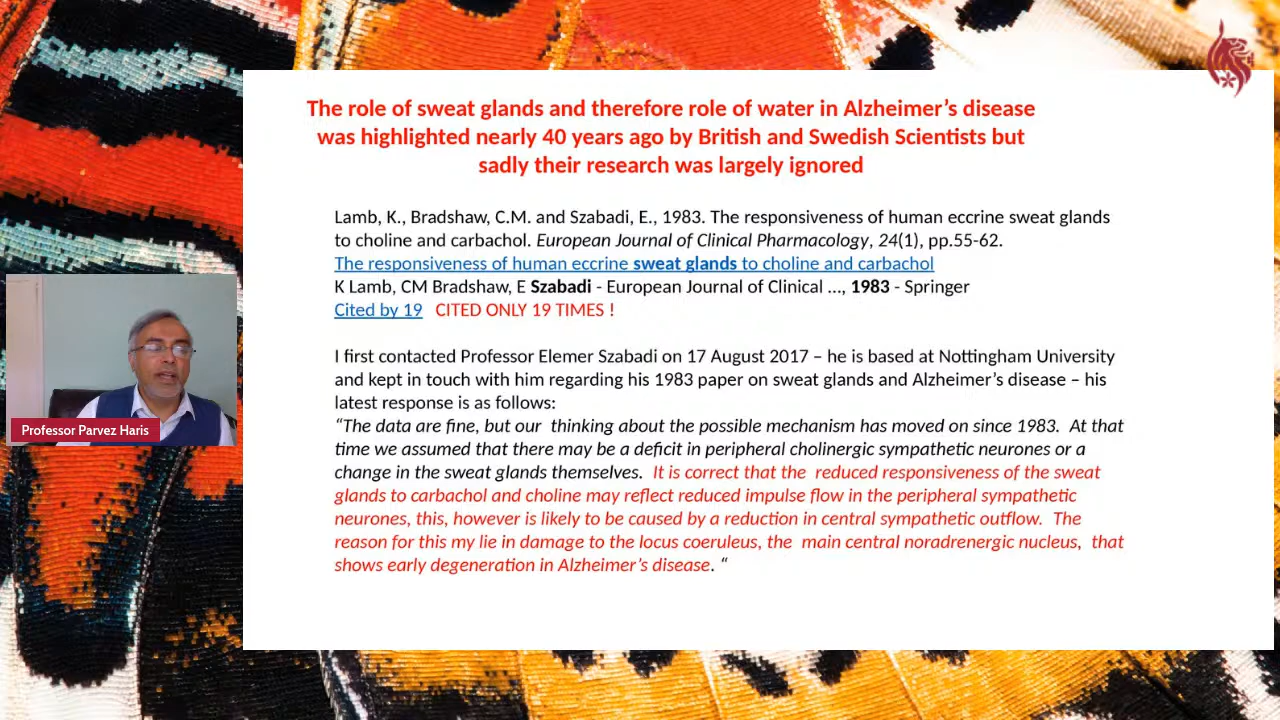 The role of sweat glands and therefore role of water in Alzheimer’s disease
was highlighted nearly 40 years ago by British and Swedish Scientists but
sadly their research was largely ignored
Lamb, K., Bradshaw, C.M. and Szabadi, E., 1983. The responsiveness of human eccrine sweat glands
to choline and carbachol. European Journal of Clinical Pharmacology, 24(1), pp.55-62.
The responsiveness of human eccrine sweat glands to choline and carbachol
K Lamb, CM Bradshaw, E Szabadi - European Journal of Clinical …, 1983 - Springer
Cited by 19 CITED ONLY 19 TIMES !
I first contacted Professor Elemer Szabadi on 17 August 2017 – he is based at Nottingham University
and kept in touch with him regarding his 1983 paper on sweat glands and Alzheimer’s disease – his
latest response is as follows:
“The data are fine, but our thinking about the possible mechanism has moved on since 1983. At that
time we assumed that there may be a deficit in peripheral cholinergic sympathetic neurones or a
change in the sweat glands themselves. It is correct that the reduced responsiveness of the sweat
glands to carbachol and choline may reflect reduced impulse flow in the peripheral sympathetic
neurones, this, however is likely to be caused by a reduction in central sympathetic outflow. The
reason for this my lie in damage to the locus coeruleus, the main central noradrenergic nucleus, that
shows early degeneration in Alzheimer’s disease. “
Professor Parvez Haris